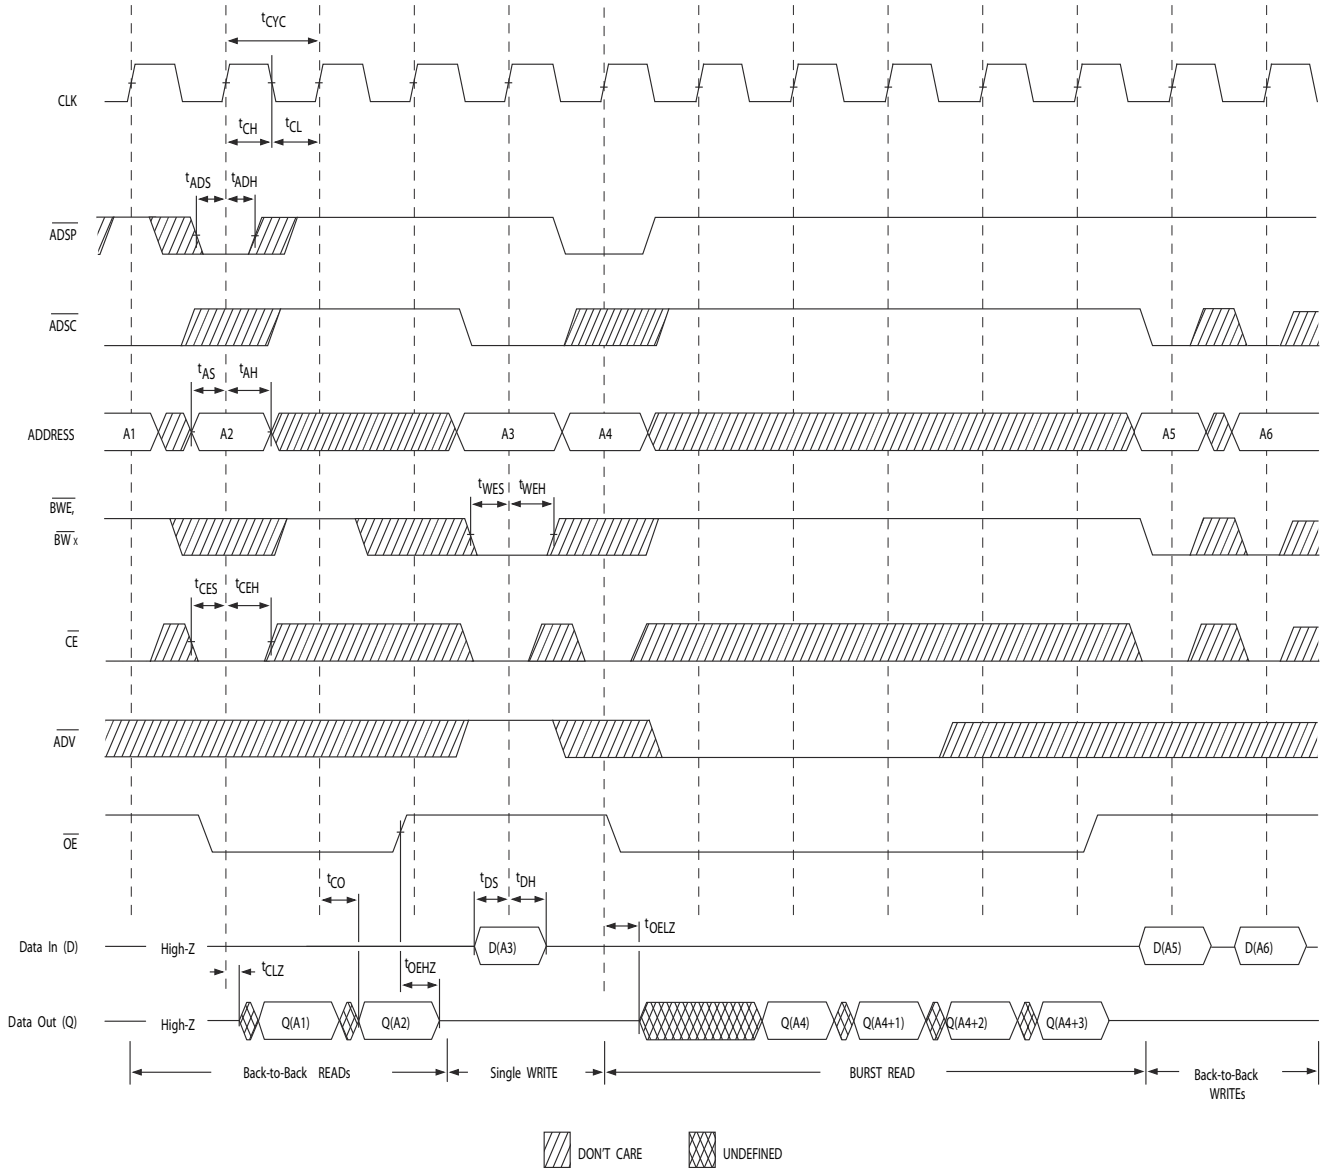 tCYC
CLK
tCH tCL
tADS tADH
ADSP
ADSC
tAS tAH
ADDRESS A1 A2 A3 A4 A5 A6
tWES tWEH
BWE,
BW x
tCES tCEH
CE
ADV
OE
tCO tDS tDH
tOELZ
Data In (D) High-Z D(A3) D(A5) D(A6)
tCLZ tOEHZ
Data Out (Q) High-Z Q(A1) Q(A2) Q(A4) Q(A4+1) Q(A4+2) Q(A4+3)
Back-to-Back READs Single WRITE BURST READ Back-to-Back
WRITEs
DON'T CARE UNDEFINED